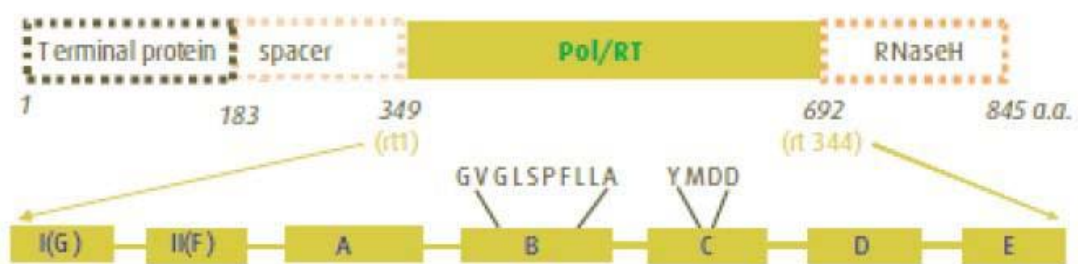 Terminal protein spacer Pol/RT RNaseH
1 183 349 692 845 a.a.
(rt1) (rt 344)
GVGLSPFLLA YMDD
I(G) II(F) A B C D E